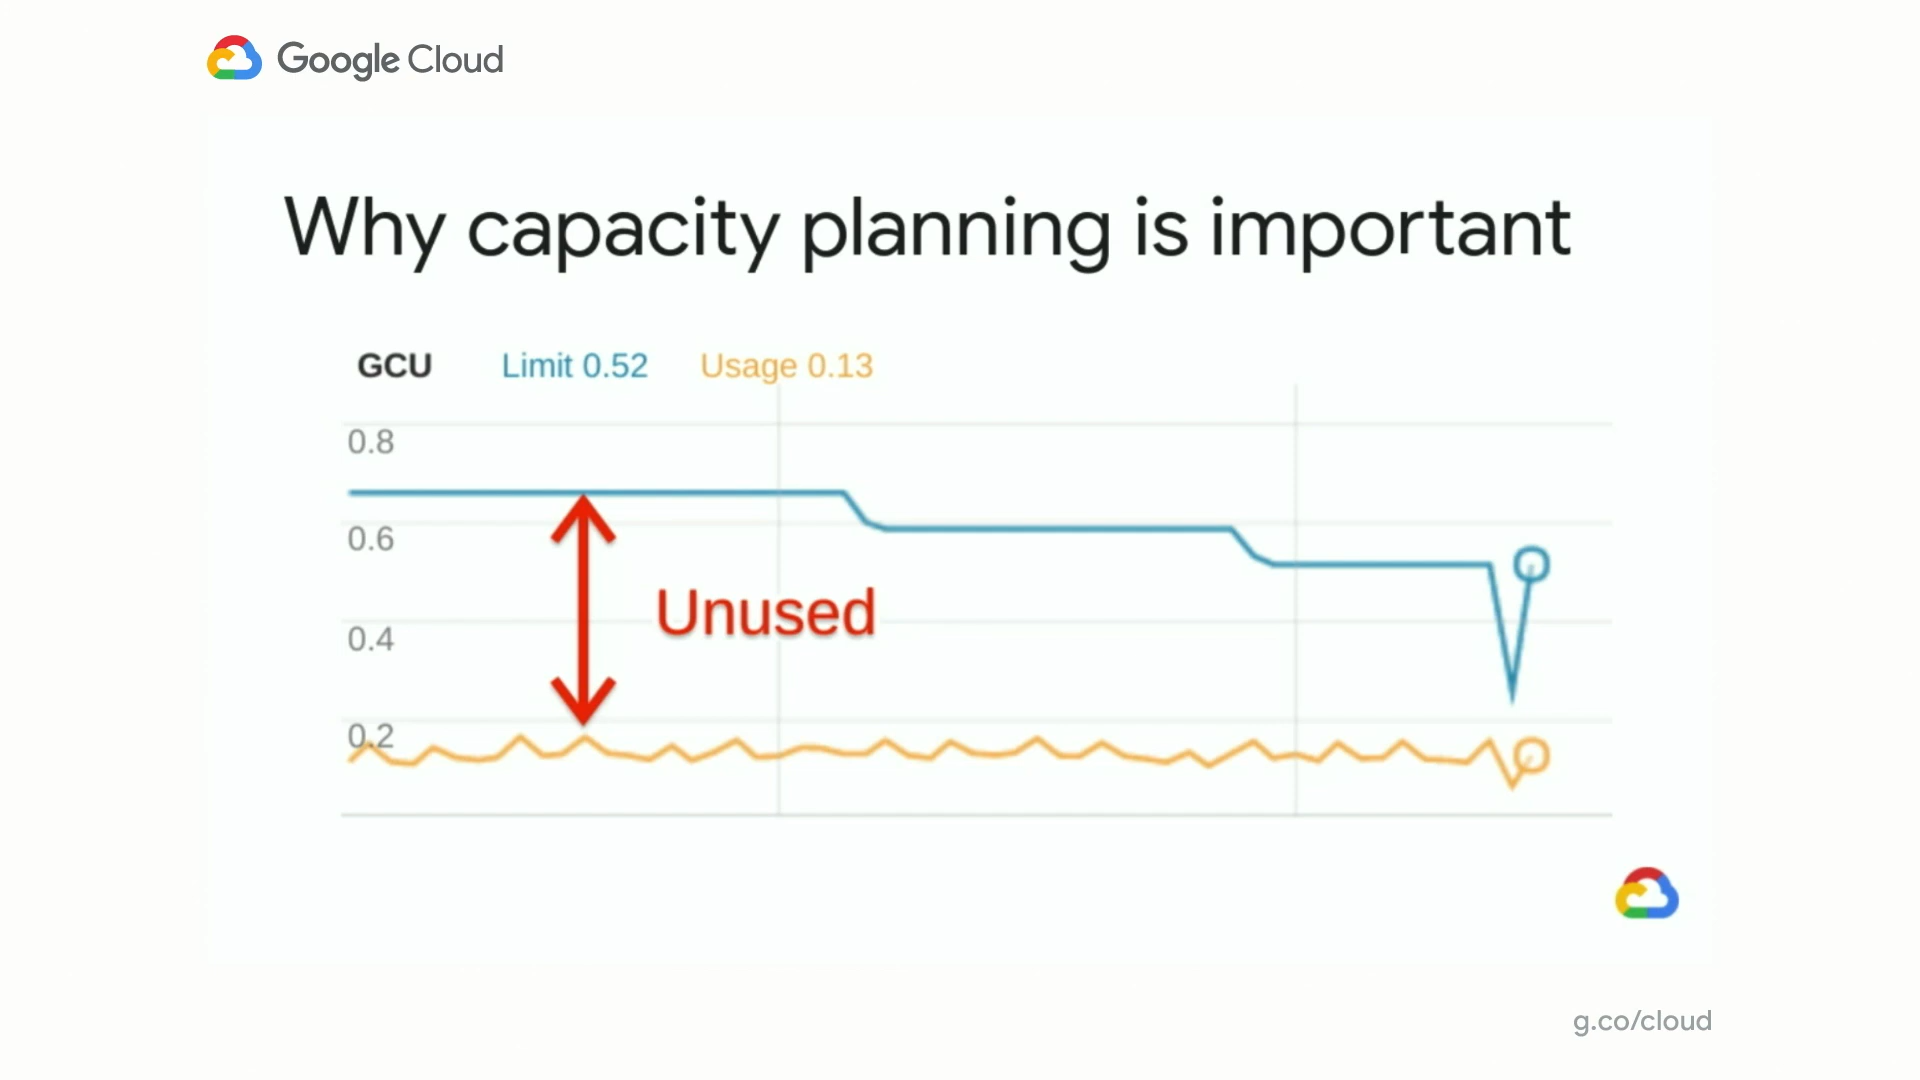 Google Cloud
Why capacity planning is important
GCU Limit 0.52 Usage 0.13
0.8
0.6
Unused
0.4
0.2
g.co/cloud